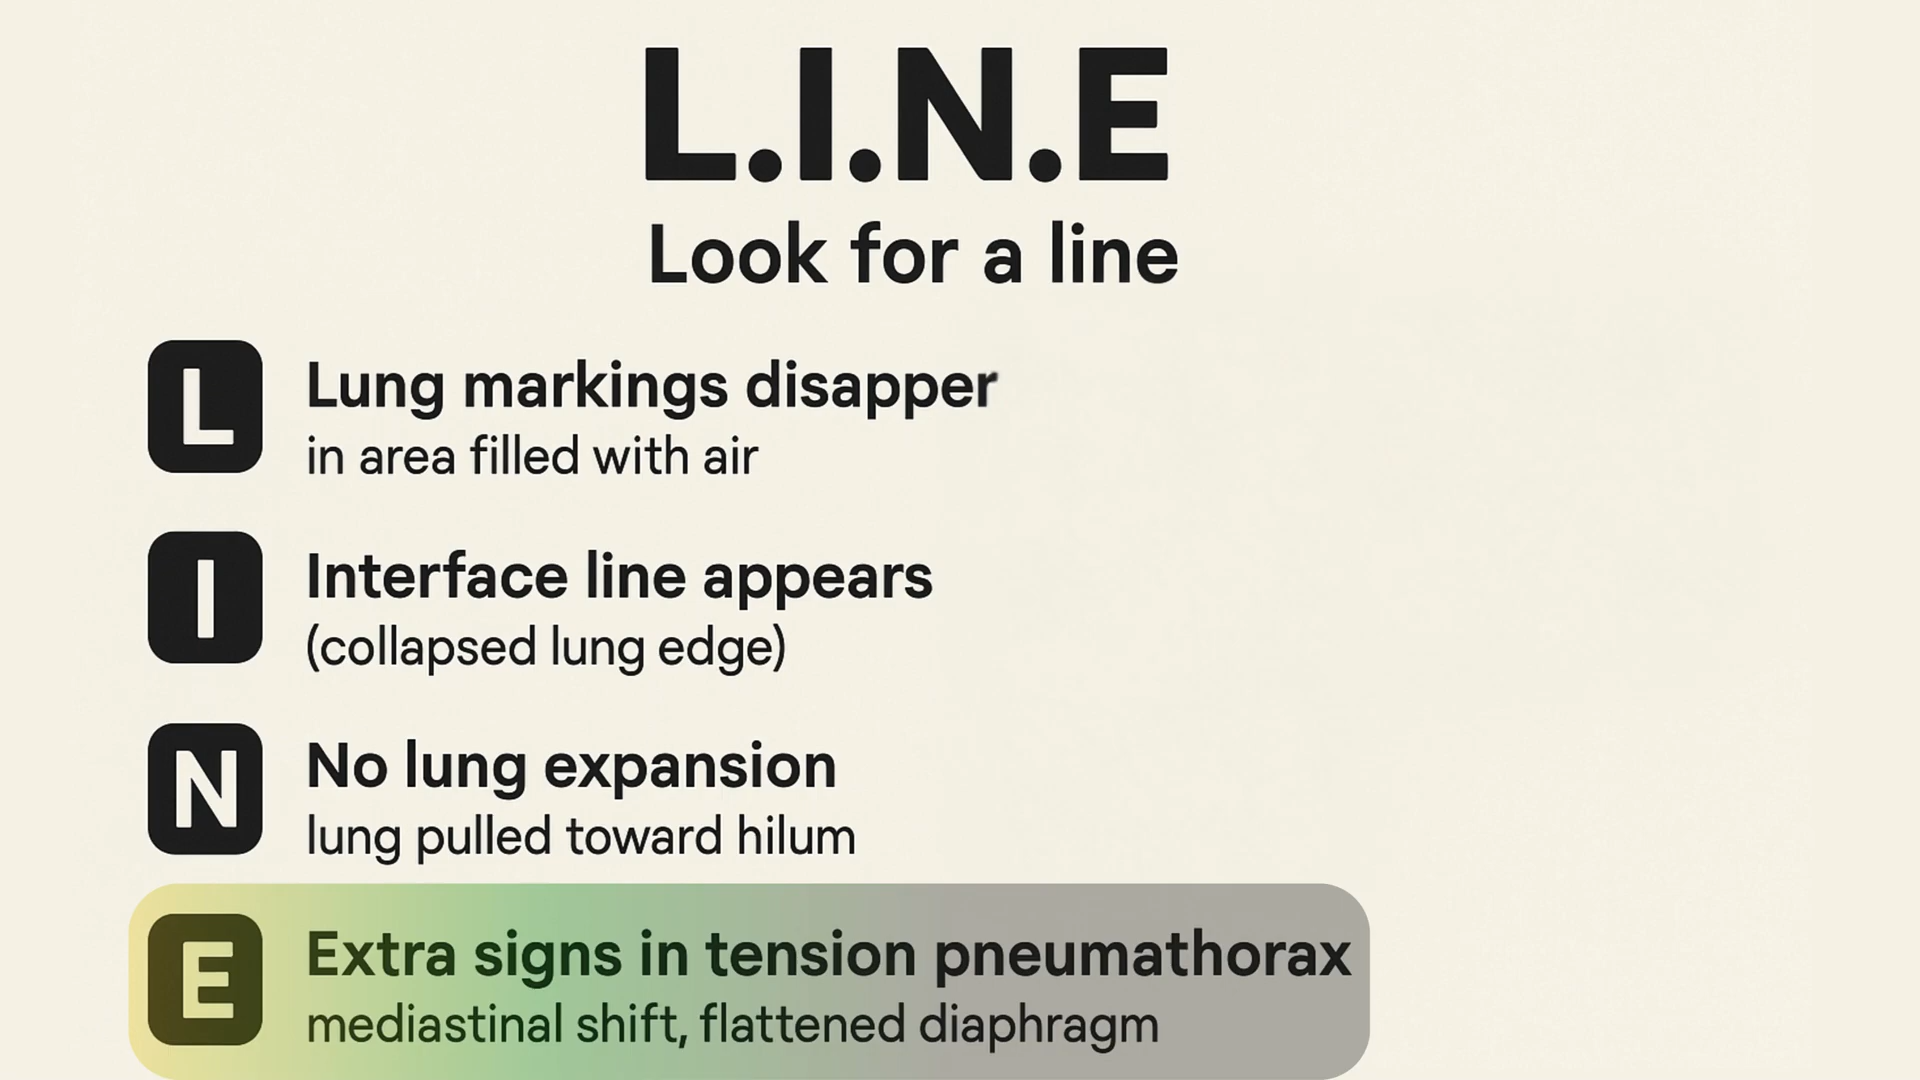 L.I.N.E
Look for a line
L
Lung markings disapper
in area filled with air
I
Interface line appears
(collapsed lung edge)
N
No lung expansion
lung pulled toward hilum
E
Extra signs in tension pneumathorax
mediastinal shift, flattened diaphragm